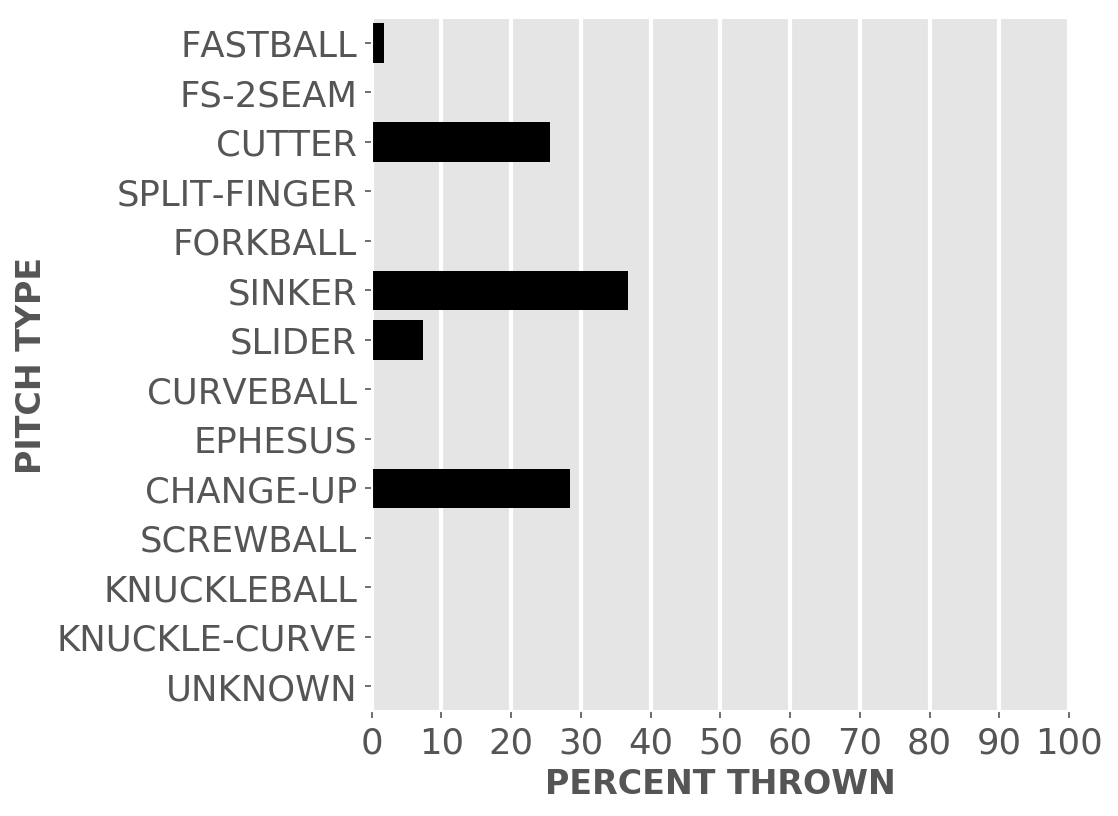 FASTBALL
FS-2SEAM
CUTTER
SPLIT-FINGER
FORKBALL
SINKER
SLIDER
CURVEBALL
EPHESUS
CHANGE-UP
SCREWBALL
KNUCKLEBALL
KNUCKLE-CURVE
UNKNOWN
PITCH TYPE
0 10 20 30 40 50 60 70 80 90 100
PERCENT THROWN